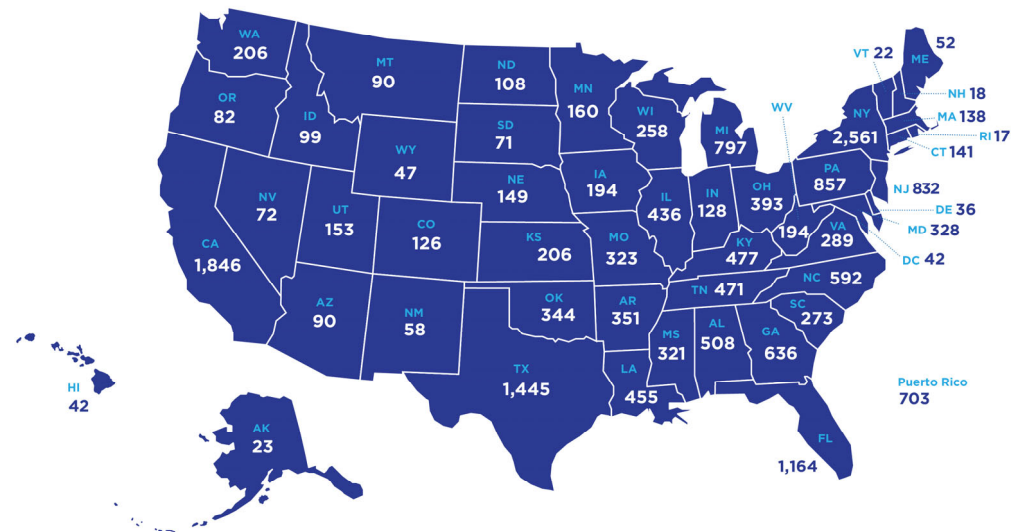 WA
206
OR
82
CA
1,846
NV
72
ID
99
MT
90
WY
47
UT
153
AZ
90
CO
126
NM
58
ND
108
SD
71
NE
149
KS
206
OK
344
TX
1,445
MN
160
IA
194
MO
323
AR
351
LA
455
WI
258
IL
436
MI
797
IN
128
OH
393
KY
477
TN 471
MS
321
AL
508
GA
636
FL
1,164
SC
273
NC 592
VA
289
WV
194
PA
857
NY
2,561
VT 22
52
ME
NH 18
MA 138
RI 17
CT 141
NJ 832
DE 36
MD 328
DC 42
HI
42
AK
23
Puerto Rico
703